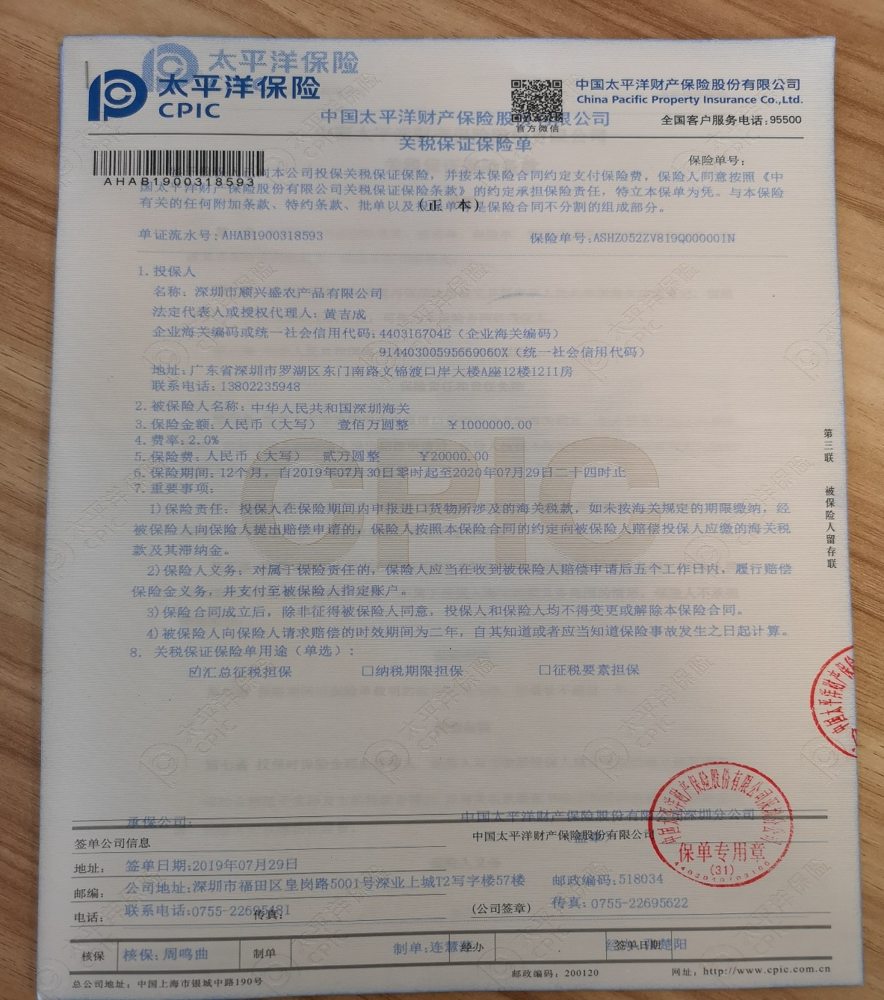 太平洋保险
太平洋保险
CPIC
中国太平洋财产保险股份有限公司
China Pacific Property Insurance Co.,Ltd.
官方微信
全国客户服务电话:95500
中国太平洋财产保险股份有限公司
关税保证保险单
保险单号:
AHAB1900318593
向本公司投保关税保证保险，并按本保险合同约定支付保险费，保险人同意按照《中
国太平洋财产保险股份有限公司关税保证保险条款》的约定承担保险责任，特立本保单为凭。与本保险
有关的任何附加条款、特约条款、批单以及投保单等是保险合同不分割的组成部分。
(正 本)
单证流水号:AHAB1900318593 保险单号:ASHZ052ZV819Q000001N
1.投保人
名称: 深圳市顺兴盛农产品有限公司
法定代表人或授权代理人: 黄吉成
企业海关编码或统一社会信用代码: 440316704E（企业海关编码）
91440300595669060X（统一社会信用代码）
地址: 广东省深圳市罗湖区东门南路文锦渡口岸大楼A座12楼1211房
联系电话: 13802235948
2.被保险人名称: 中华人民共和国深圳海关
3.保险金额: 人民币（大写） 壹佰万圆整 ￥1000000.00
4.费率: 2.0%
5.保险费: 人民币（大写） 贰万圆整 ￥20000.00
6.保险期间: 12个月, 自2019年07月30日零时起至2020年07月29日二十四时止
7.重要事项:
1)保险责任: 投保人在保险期间内申报进口货物所涉及的海关税款, 如未按海关规定的期限缴纳, 经
被保险人向保险人提出赔偿申请的, 保险人按照本保险合同的约定向被保险人赔偿投保人应缴的海关税
款及其滞纳金。
2)保险人义务: 对属于保险责任的, 保险人应当在收到被保险人赔偿申请后五个工作日内, 履行赔偿
保险金义务, 并支付至被保险人指定账户。
3)保险合同成立后, 除非征得被保险人同意, 投保人和保险人均不得变更或解除本保险合同。
4)被保险人向保险人请求赔偿的时效期间为二年, 自其知道或者应当知道保险事故发生之日起计算。
8. 关税保证保险单用途（单选）:
☑汇总征税担保 □纳税期限担保 □征税要素担保
第三联 被保险人留存联
CPIC
承保公司: 中国太平洋财产保险股份有限公司深圳分公司
签单公司信息 中国太平洋财产保险股份有限公司
保单专用章
(31)
地址: 签单日期:2019年07月29日
邮编: 公司地址:深圳市福田区皇岗路5001号深业上城T2写字楼57楼 邮政编码:518034
电话: 联系电话:0755-22695481 传真: (公司签章) 传真: 0755-22695622
核保 核保: 周鸣曲 制单 制单:连慧 经办 签单日期 楚阳
总公司地址: 中国上海市银城中路190号 邮政编码: 200120 网址: http://www.cpic.com.cn